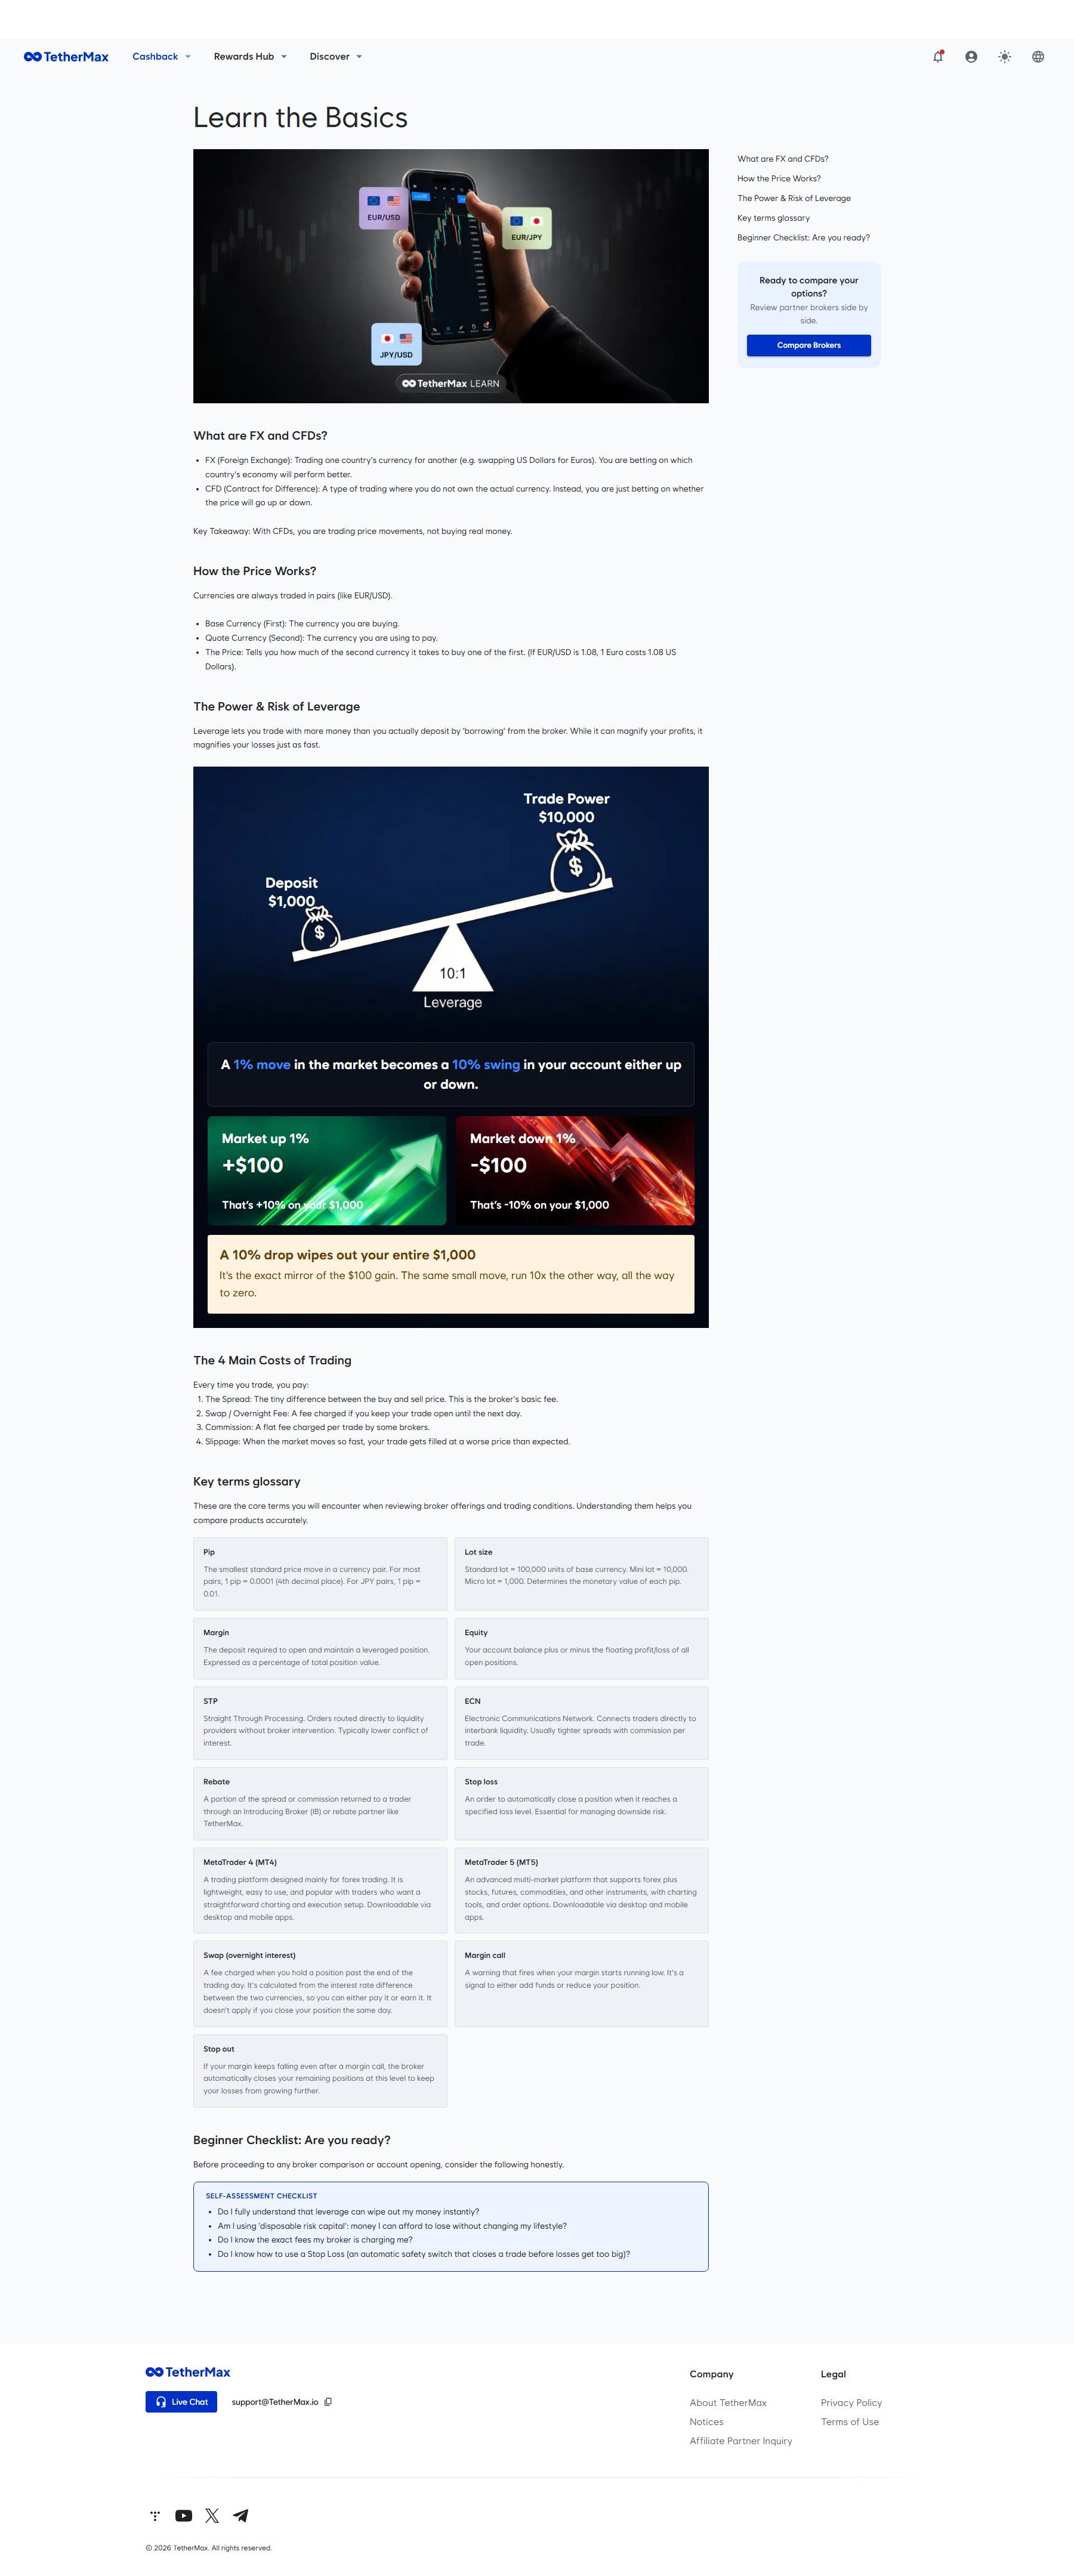 TetherMax
Cashback
Rewards Hub
Discover
Learn the Basics
EUR/USD
EUR/JPY
JPY/USD
TetherMax LEARN
What are FX and CFDs?
How the Price Works?
The Power & Risk of Leverage
Key terms glossary
Beginner Checklist: Are you ready?
Ready to compare your
options?
Review partner brokers side by
side.
Compare Brokers
What are FX and CFDs?
• FX (Foreign Exchange): Trading one country's currency for another (e.g. swapping US Dollars for Euros). You are betting on which
country's economy will perform better.
• CFD (Contract for Difference): A type of trading where you do not own the actual currency. Instead, you are just betting on whether
the price will go up or down.
Key Takeaway: With CFDs, you are trading price movements, not buying real money.
How the Price Works?
Currencies are always traded in pairs (like EUR/USD).
• Base Currency (First): The currency you are buying.
• Quote Currency (Second): The currency you are using to pay.
• The Price: Tells you how much of the second currency it takes to buy one of the first. (If EUR/USD is 1.08, 1 Euro costs 1.08 US
Dollars).
The Power & Risk of Leverage
Leverage lets you trade with more money than you actually deposit by 'borrowing' from the broker. While it can magnify your profits, it
magnifies your losses just as fast.
Trade Power
$10,000
$
Deposit
$1,000
$
10:1
Leverage
A 1% move in the market becomes a 10% swing in your account either up
or down.
Market up 1%
+$100
That's +10% on your $1,000
Market down 1%
-$100
That's -10% on your $1,000
A 10% drop wipes out your entire $1,000
It's the exact mirror of the $100 gain. The same small move, run 10x the other way, all the way
to zero.
The 4 Main Costs of Trading
Every time you trade, you pay:
1. The Spread: The tiny difference between the buy and sell price. This is the broker's basic fee.
2. Swap / Overnight Fee: A fee charged if you keep your trade open until the next day.
3. Commission: A flat fee charged per trade by some brokers.
4. Slippage: When the market moves so fast, your trade gets filled at a worse price than expected.
Key terms glossary
These are the core terms you will encounter when reviewing broker offerings and trading conditions. Understanding them helps you
compare products accurately.
Pip
The smallest standard price move in a currency pair. For most
pairs, 1 pip = 0.0001 (4th decimal place). For JPY pairs, 1 pip =
0.01.
Lot size
Standard lot = 100,000 units of base currency. Mini lot = 10,000.
Micro lot = 1,000. Determines the monetary value of each pip.
Margin
The deposit required to open and maintain a leveraged position.
Expressed as a percentage of total position value.
Equity
Your account balance plus or minus the floating profit/loss of all
open positions.
STP
Straight Through Processing. Orders routed directly to liquidity
providers without broker intervention. Typically lower conflict of
interest.
ECN
Electronic Communications Network. Connects traders directly to
interbank liquidity. Usually tighter spreads with commission per
trade.
Rebate
A portion of the spread or commission returned to a trader
through an Introducing Broker (IB) or rebate partner like
TetherMax.
Stop loss
An order to automatically close a position when it reaches a
specified loss level. Essential for managing downside risk.
MetaTrader 4 (MT4)
A trading platform designed mainly for forex trading. It is
lightweight, easy to use, and popular with traders who want a
straightforward charting and execution setup. Downloadable via
desktop and mobile apps.
MetaTrader 5 (MT5)
An advanced multi-market platform that supports forex plus
stocks, futures, commodities, and other instruments, with charting
tools, and order options. Downloadable via desktop and mobile
apps.
Swap (overnight interest)
A fee charged when you hold a position past the end of the
trading day. It's calculated from the interest rate difference
between the two currencies, so you can either pay it or earn it. It
doesn't apply if you close your position the same day.
Margin call
A warning that fires when your margin starts running low. It's a
signal to either add funds or reduce your position.
Stop out
If your margin keeps falling even after a margin call, the broker
automatically closes your remaining positions at this level to keep
your losses from growing further.
Beginner Checklist: Are you ready?
Before proceeding to any broker comparison or account opening, consider the following honestly.
SELF-ASSESSMENT CHECKLIST
• Do I fully understand that leverage can wipe out my money instantly?
• Am I using 'disposable risk capital': money I can afford to lose without changing my lifestyle?
• Do I know the exact fees my broker is charging me?
• Do I know how to use a Stop Loss (an automatic safety switch that closes a trade before losses get too big)?
TetherMax
Live Chat
support@TetherMax.io
Company
About TetherMax
Notices
Affiliate Partner Inquiry
Legal
Privacy Policy
Terms of Use
© 2026 TetherMax. All rights reserved.